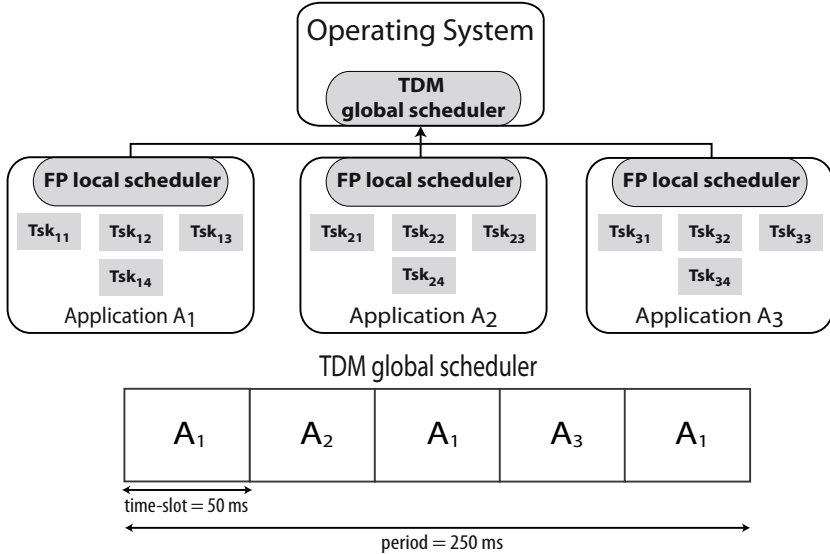 Operating System
TDM
global scheduler
FP local scheduler FP local scheduler FP local scheduler
Tsk₁₁ Tsk₁₂ Tsk₁₃ Tsk₂₁ Tsk₂₂ Tsk₂₃ Tsk₃₁ Tsk₃₂ Tsk₃₃
Tsk₁₄ Tsk₂₄ Tsk₃₄
Application A₁ Application A₂ Application A₃
TDM global scheduler
A₁ A₂ A₁ A₃ A₁
time-slot = 50 ms
period = 250 ms